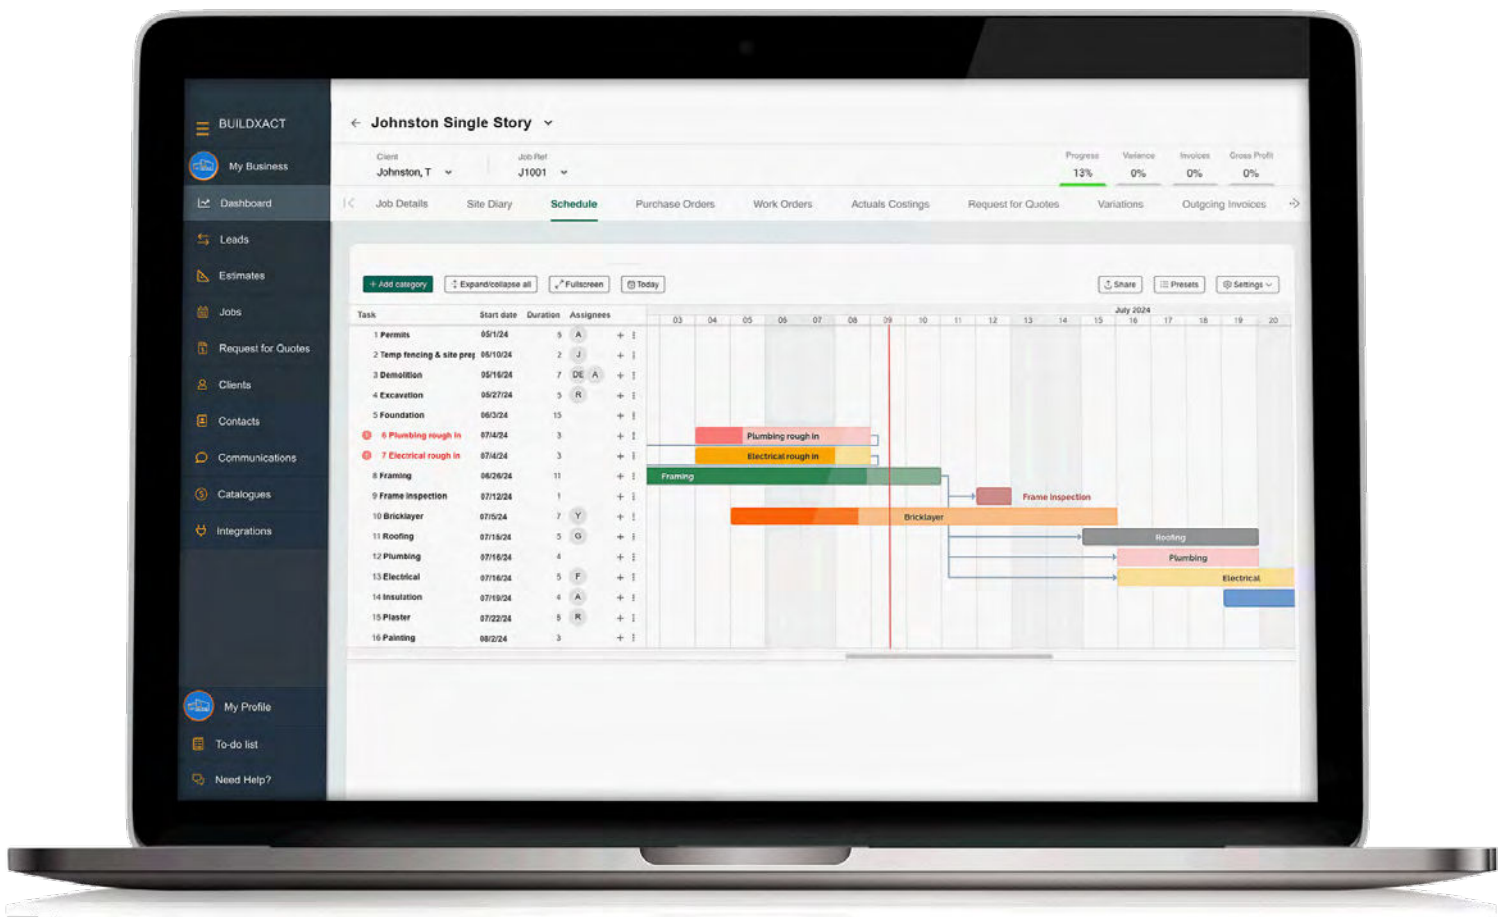 BUILDXACT
My Business
Dashboard
Leads
Estimates
Jobs
Request for Quotes
Clients
Contacts
Communications
Catalogues
Integrations
My Profile
To-do list
Need Help?
Johnston Single Story
Client
Job Ref
Johnston, T
J1001
Progress Variance Invoices Gross Profit
13% 0% 0% 0%
Job Details Site Diary Schedule Purchase Orders Work Orders Actuals Costings Request for Quotes Variations Outgoing Invoices
+ Add category Expand/collapse all Fullscreen Today Share Presets Settings
Task Start date Duration Assignees July 2024
03 04 05 06 07 08 09 10 11 12 13 14 15 16 17 18 19 20
1 Permits 05/1/24 5 A
2 Temp fencing & site prep 05/10/24 2 J
3 Demolition 05/16/24 7 DE A
4 Excavation 05/27/24 5 R
5 Foundation 06/3/24 15
6 Plumbing rough in 07/4/24 3 Plumbing rough in
7 Electrical rough in 07/4/24 3 Electrical rough in
8 Framing 06/26/24 11 Framing
9 Frame inspection 07/12/24 1 Frame inspection
10 Bricklayer 07/5/24 7 Y Bricklayer
11 Roofing 07/15/24 5 G Roofing
12 Plumbing 07/16/24 4 Plumbing
13 Electrical 07/16/24 5 F Electrical
14 Insulation 07/19/24 4 A
15 Plaster 07/22/24 5 R
16 Painting 08/2/24 3